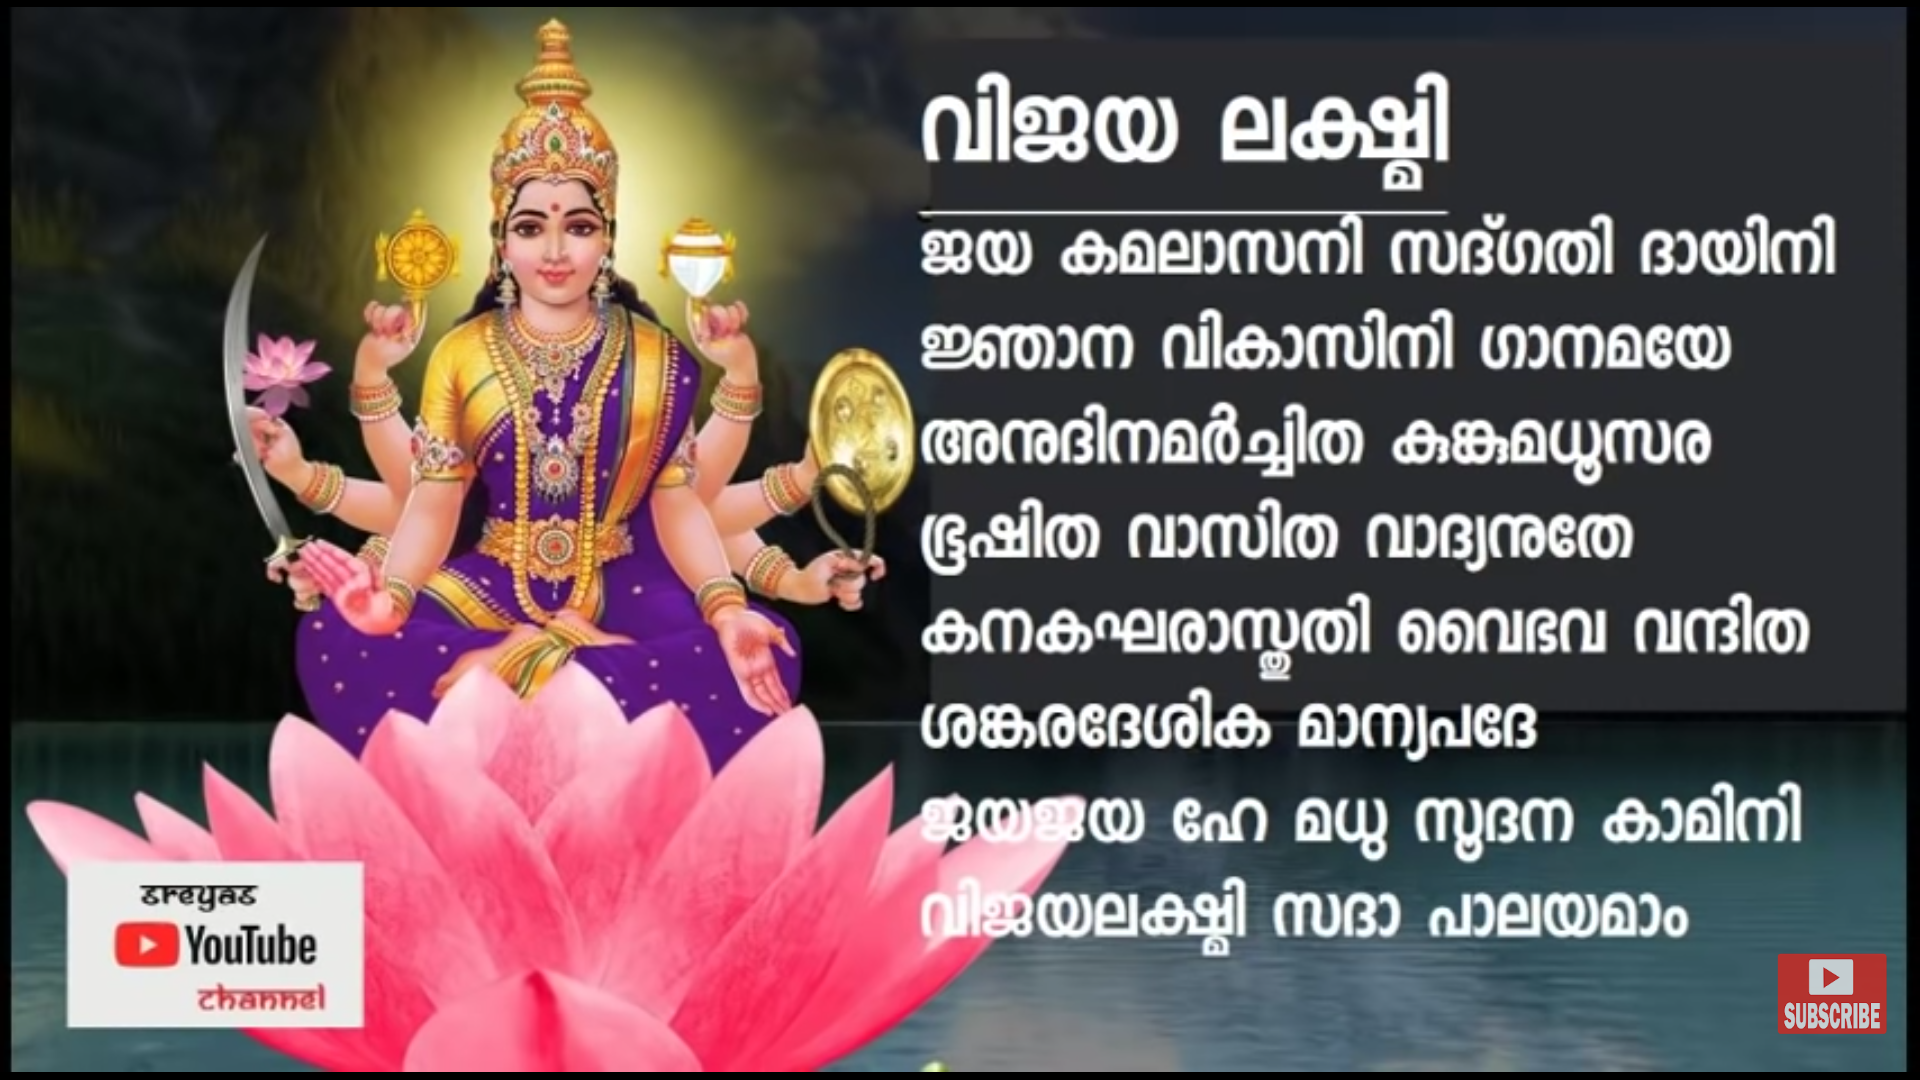 വിജയ ലക്ഷ്മി
ജയ കമലാസനി സദ്ഗതി ദായിനി
ജ്ഞാന വികാസിനി ഗാനമയേ
അനുദിനമർച്ചിത കുങ്കുമധൂസര
ഭൂഷിത വാസിത വാദ്യനുതേ
കനകഘരാസ്തുതി വൈഭവ വന്ദിത
ശങ്കരദേശിക മാന്യപദേ
ജയജയ ഹേ മധു സൂദന കാമിനി
വിജയലക്ഷ്മി സദാ പാലയമാം
sreyas
YouTube
channel
SUBSCRIBE